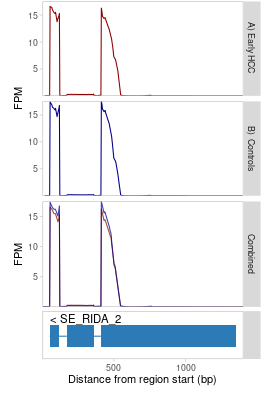 15
10
5
FPM
A) Early HCC
15
10
5
B) Controls
15
10
5
FPM
Combined
< SE_RIDA_2
500
1000
Distance from region start (bp)